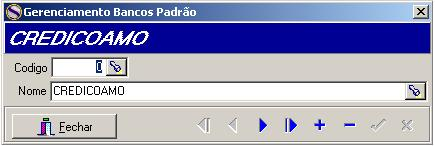 Gerenciamento Bancos Padrão
CREDICOAMO
Codigo
Nome CREDICOAMO
Fechar